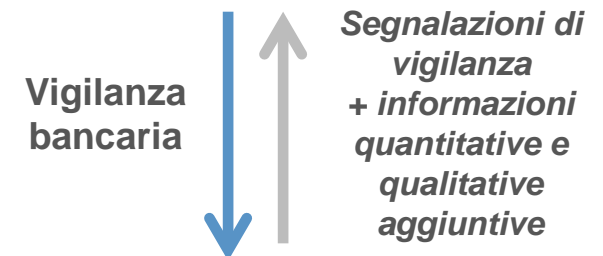 Vigilanza
bancaria
Segnalazioni di
vigilanza
+ informazioni
quantitative e
qualitative
aggiuntive